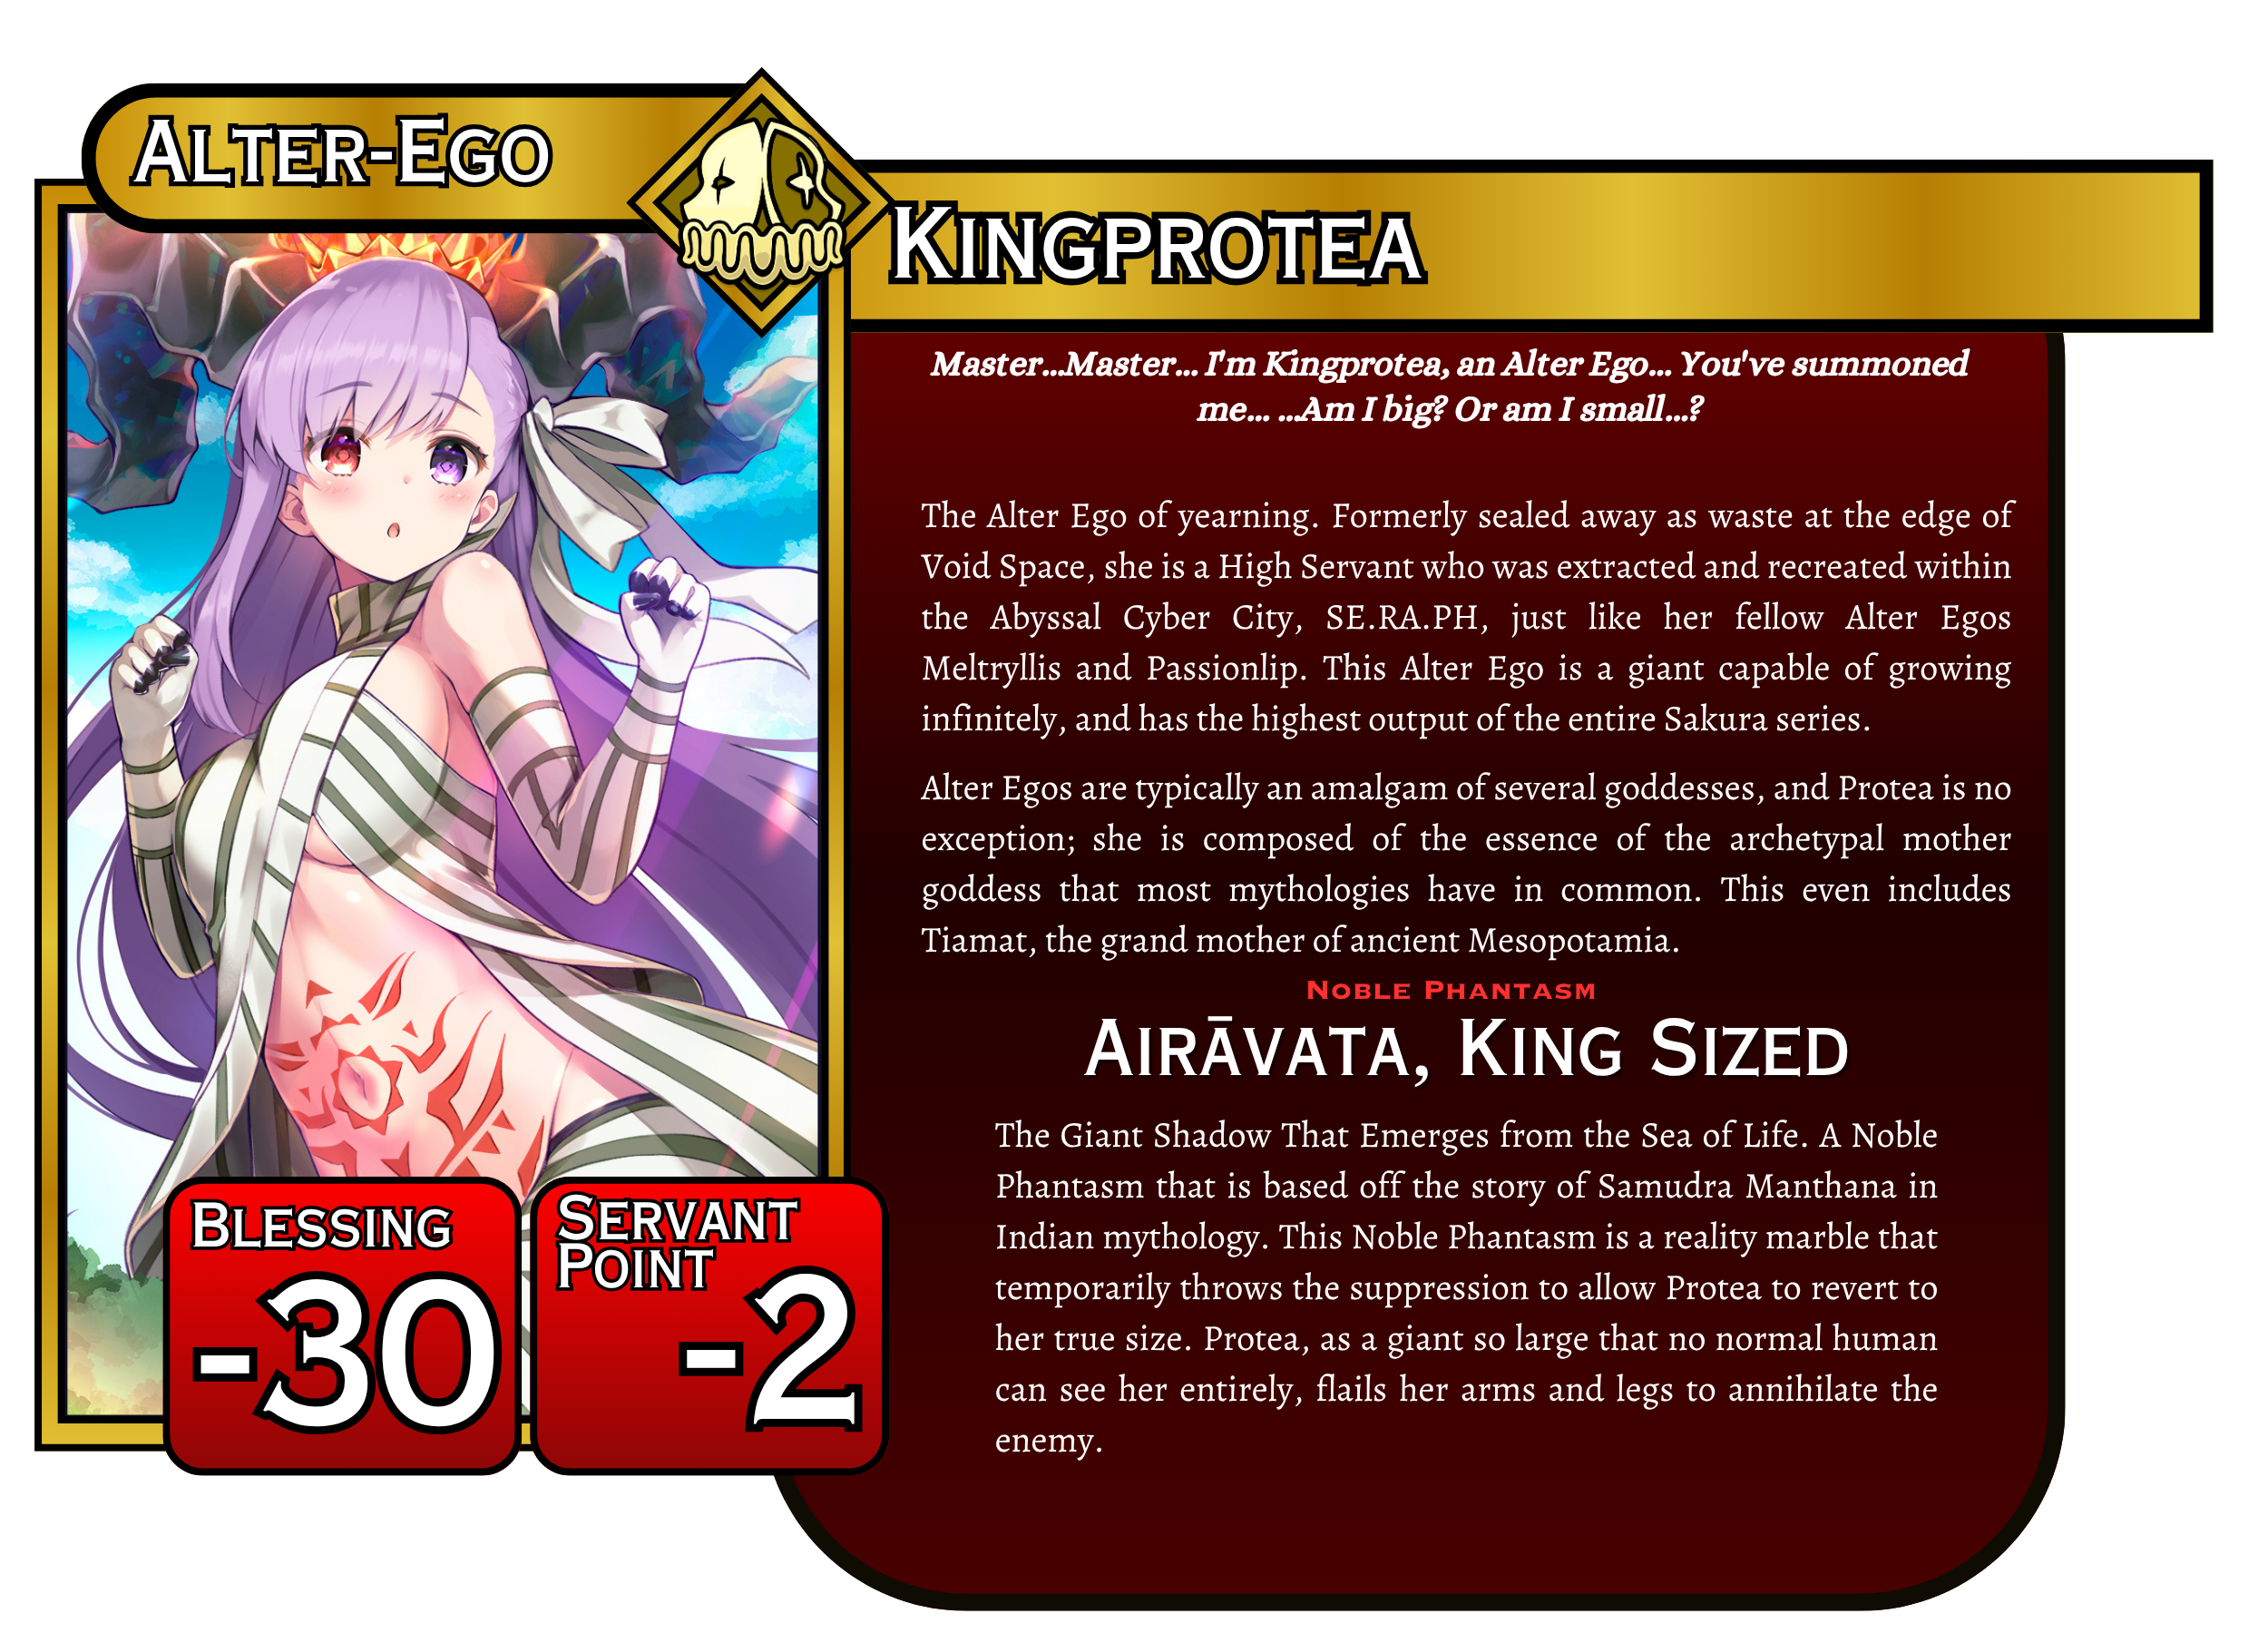 Alter-Ego
Kingprotea
Master...Master... I'm Kingprotea, an Alter Ego... You've summoned
me... ...Am I big? Or am I small...?
The Alter Ego of yearning. Formerly sealed away as waste at the edge of
Void Space, she is a High Servant who was extracted and recreated within
the Abyssal Cyber City, SE.RA.PH, just like her fellow Alter Egos
Meltryllis and Passionlip. This Alter Ego is a giant capable of growing
infinitely, and has the highest output of the entire Sakura series.
Alter Egos are typically an amalgam of several goddesses, and Protea is no
exception; she is composed of the essence of the archetypal mother
goddess that most mythologies have in common. This even includes
Tiamat, the grand mother of ancient Mesopotamia.
Noble Phantasm
Airāvata, King Sized
The Giant Shadow That Emerges from the Sea of Life. A Noble
Phantasm that is based off the story of Samudra Manthana in
Indian mythology. This Noble Phantasm is a reality marble that
temporarily throws the suppression to allow Protea to revert to
her true size. Protea, as a giant so large that no normal human
can see her entirely, flails her arms and legs to annihilate the
enemy.
Blessing
-30
Servant
Point
-2